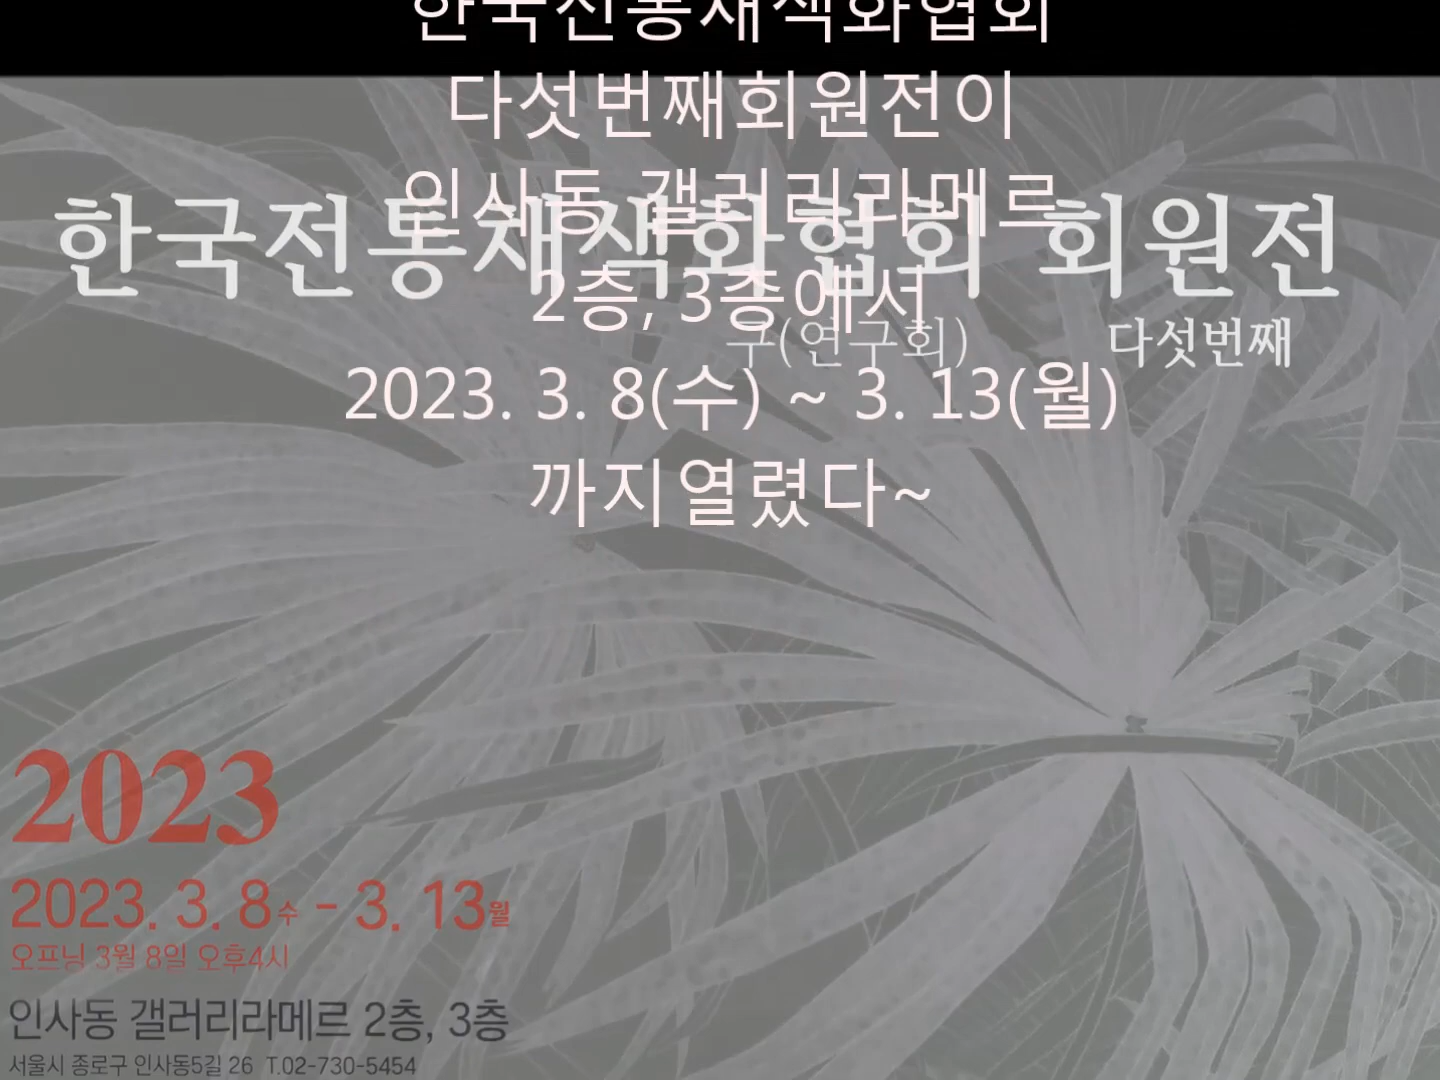 한국전통채색화협회
다섯번째회원전이
인사동 갤러리라메르
한국전통채색화협회 회원전
2층, 3층에서
구(연구회) 다섯번째
2023. 3. 8(수) ~ 3. 13(월)
까지열렸다~
2023
2023. 3. 8수 - 3. 13월
오프닝 3월 8일 오후4시
인사동 갤러리라메르 2층, 3층
서울시 종로구 인사동5길 26 T.02-730-5454